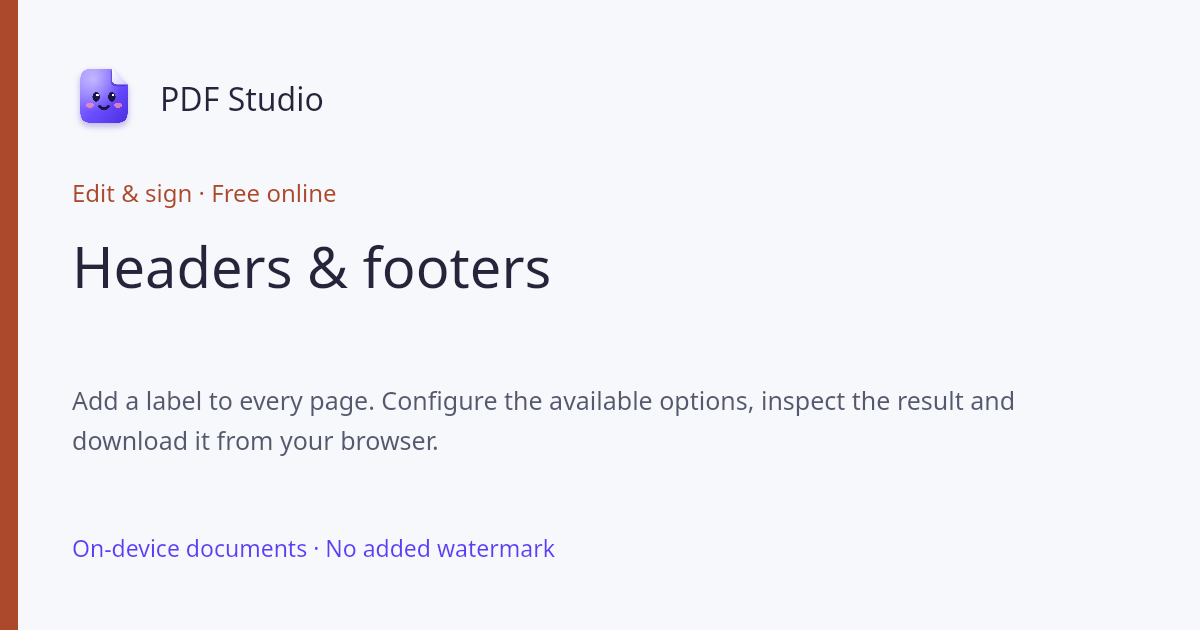 PDF Studio
Edit & sign · Free online
Headers & footers
Add a label to every page. Configure the available options, inspect the result and
download it from your browser.
On-device documents · No added watermark